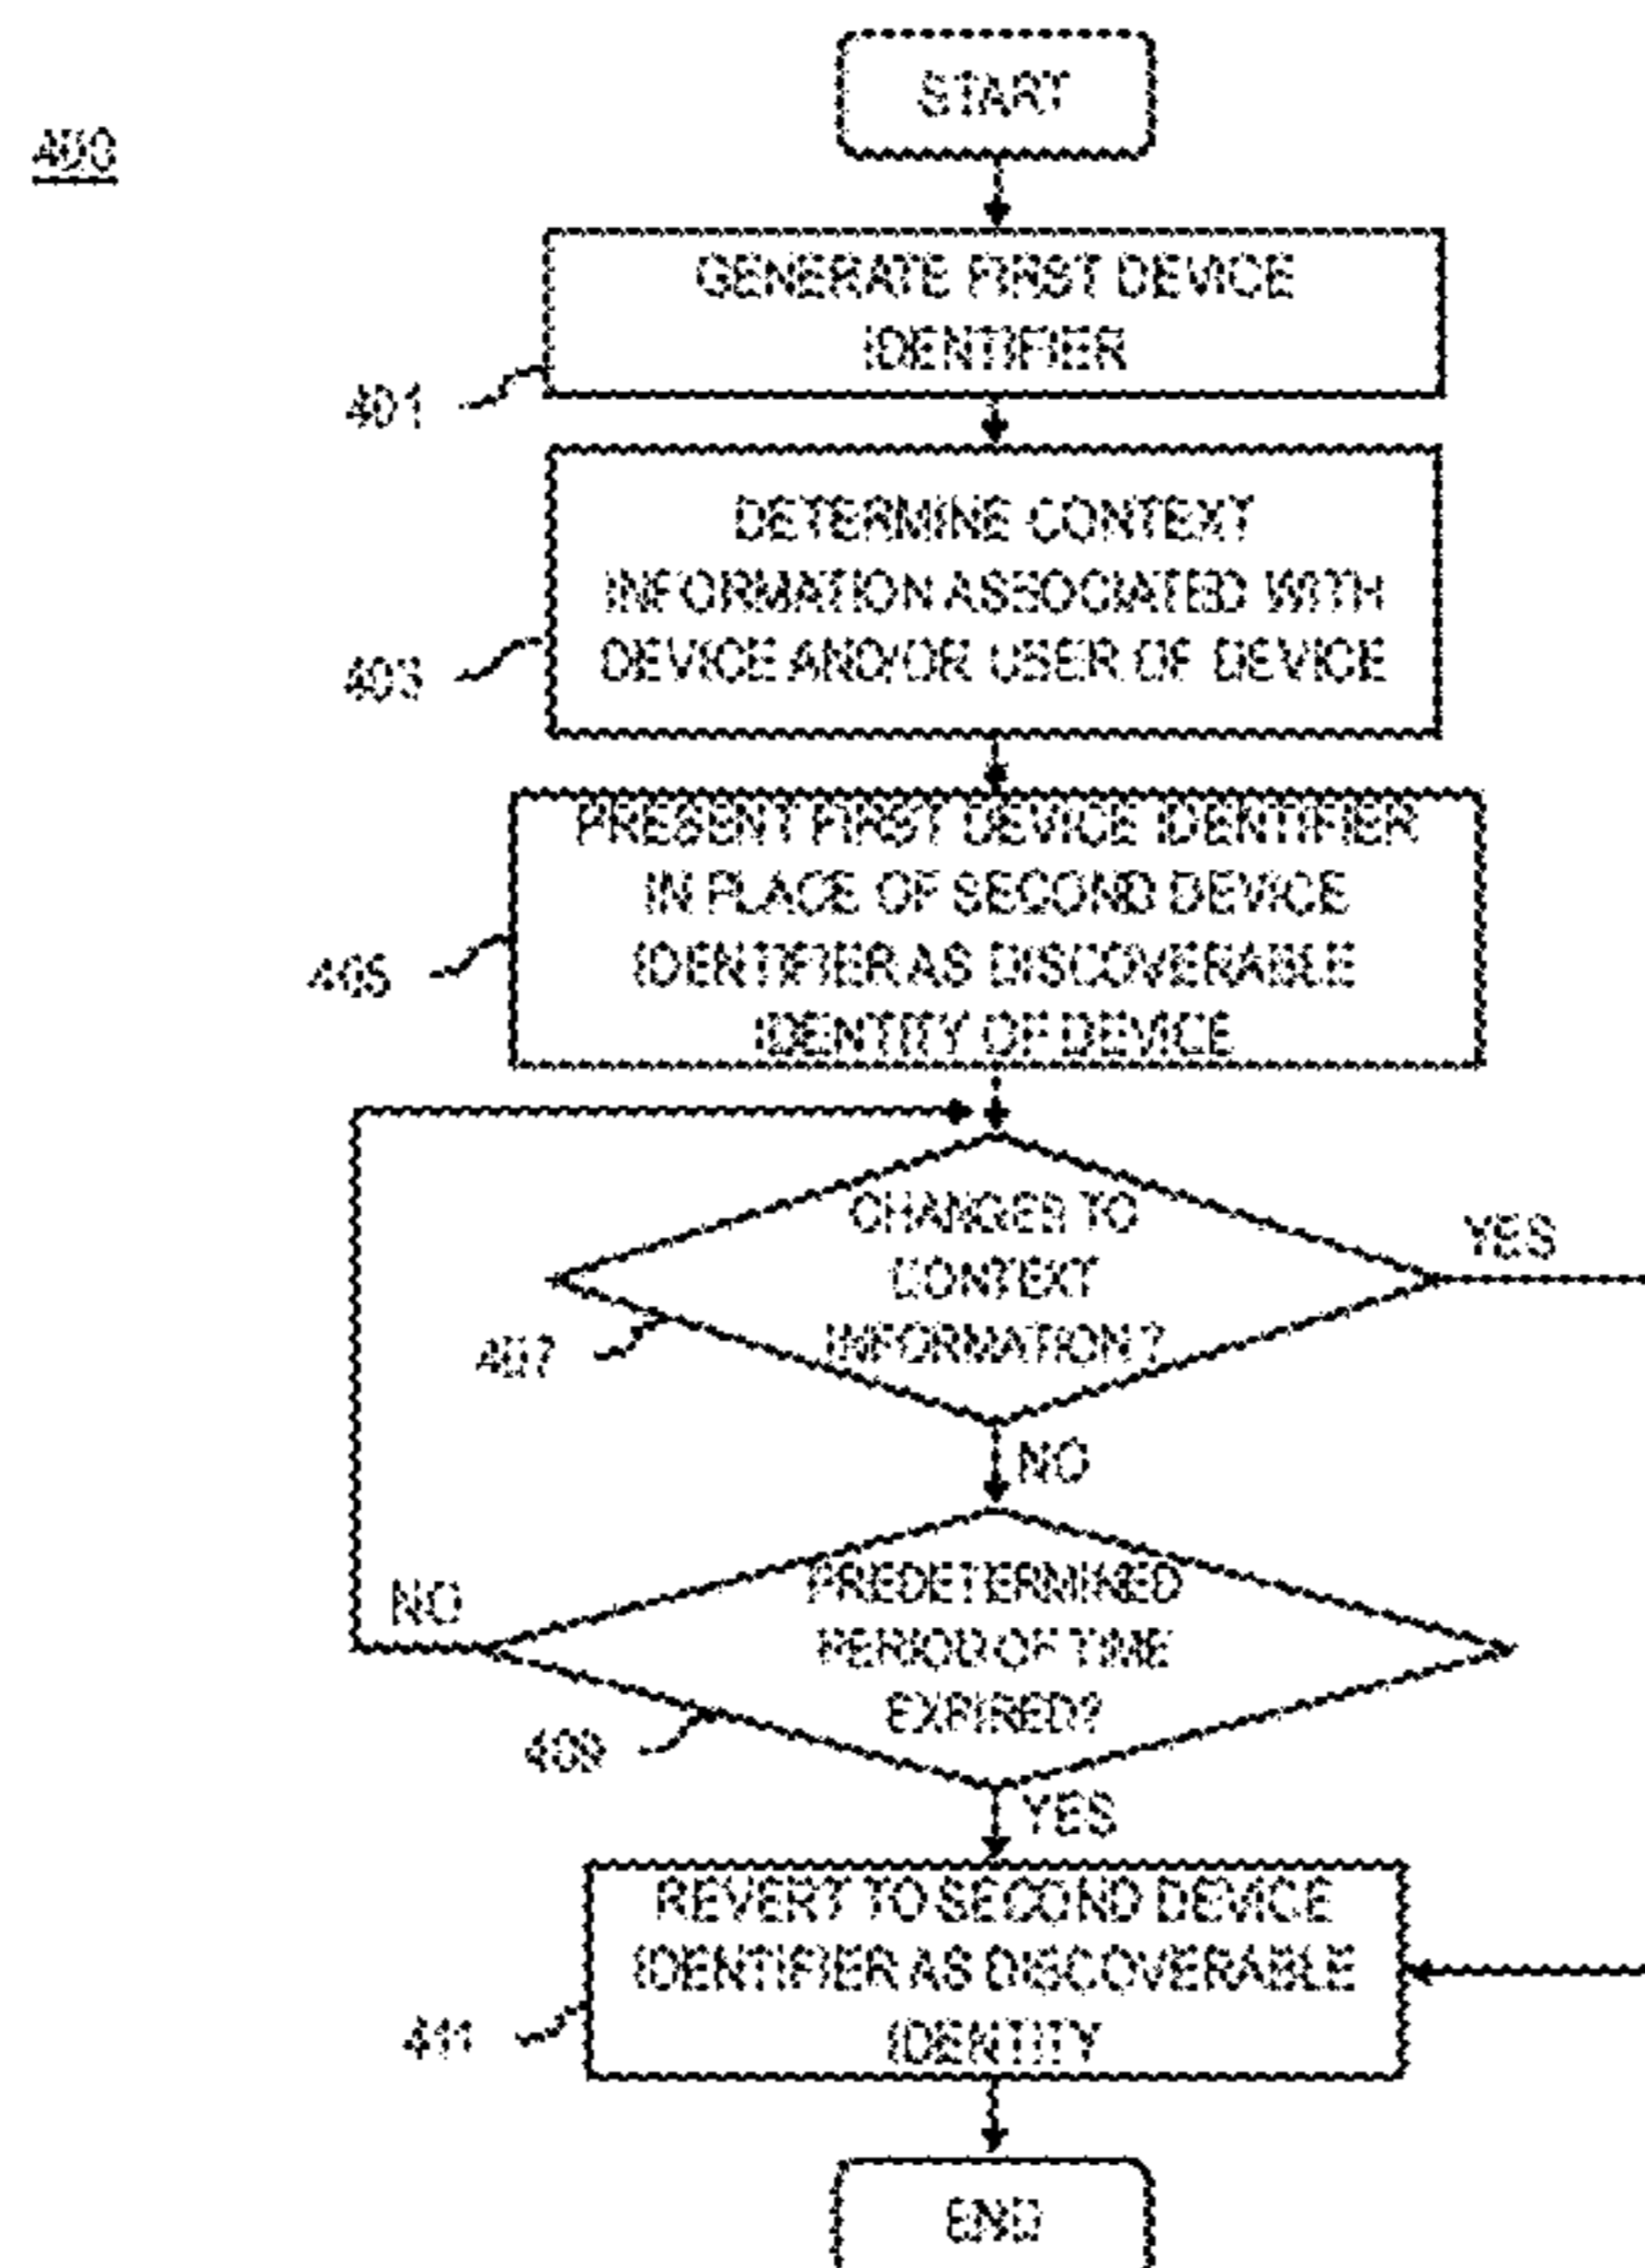 400
START
GENERATE FIRST DEVICE
IDENTIFIER
401
DETERMINE CONTEXT
INFORMATION ASSOCIATED WITH
DEVICE AND/OR USER OF DEVICE
403
PRESENT FIRST DEVICE IDENTIFIER
IN PLACE OF SECOND DEVICE
IDENTIFIER AS DISCOVERABLE
IDENTITY OF DEVICE
405
CHANGES TO
CONTEXT
INFORMATION?
YES
407
NO
PREDETERMINED
PERIOD OF TIME
EXPIRED?
NO
409
YES
REVERT TO SECOND DEVICE
IDENTIFIER AS DISCOVERABLE
IDENTITY
411
END